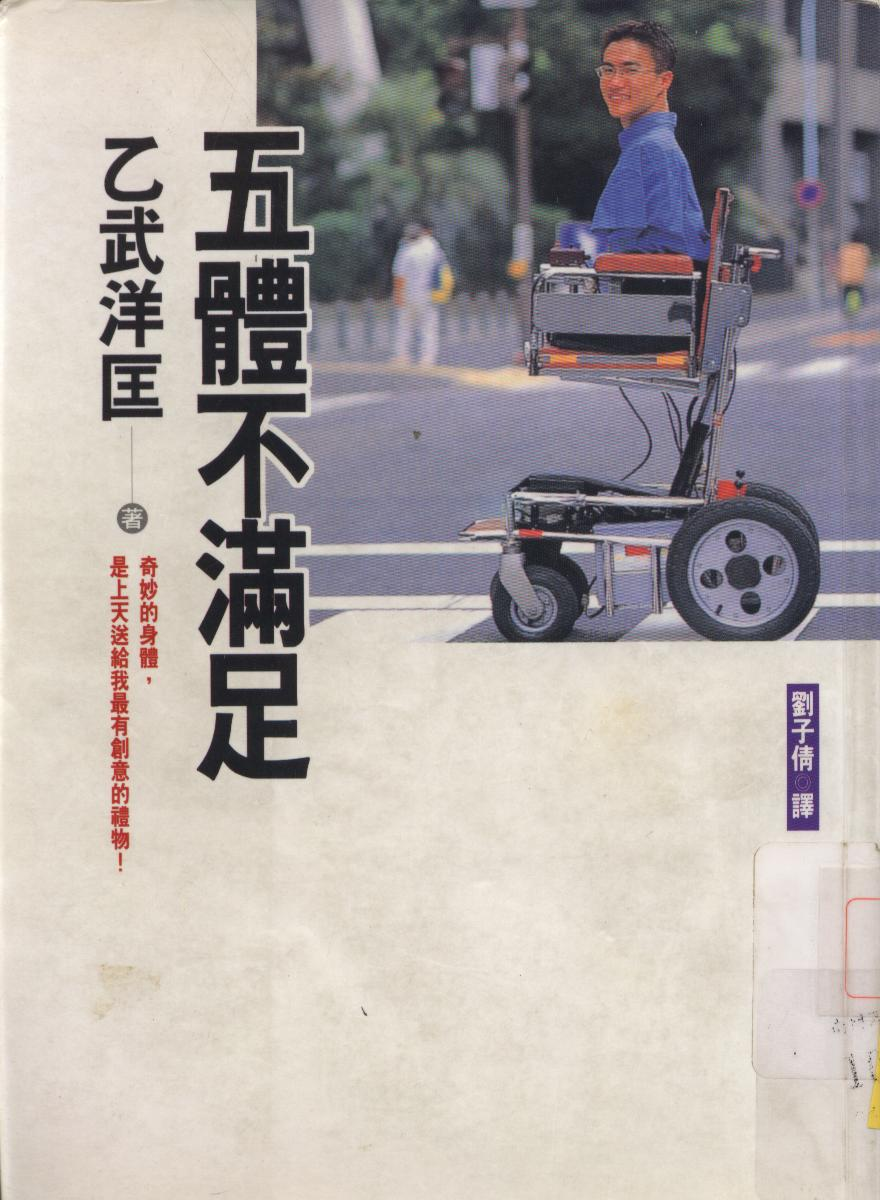 五體不滿足
乙武洋匡
著
奇妙的身體，
是上天送給我最有創意的禮物！
劉子倩◎譯